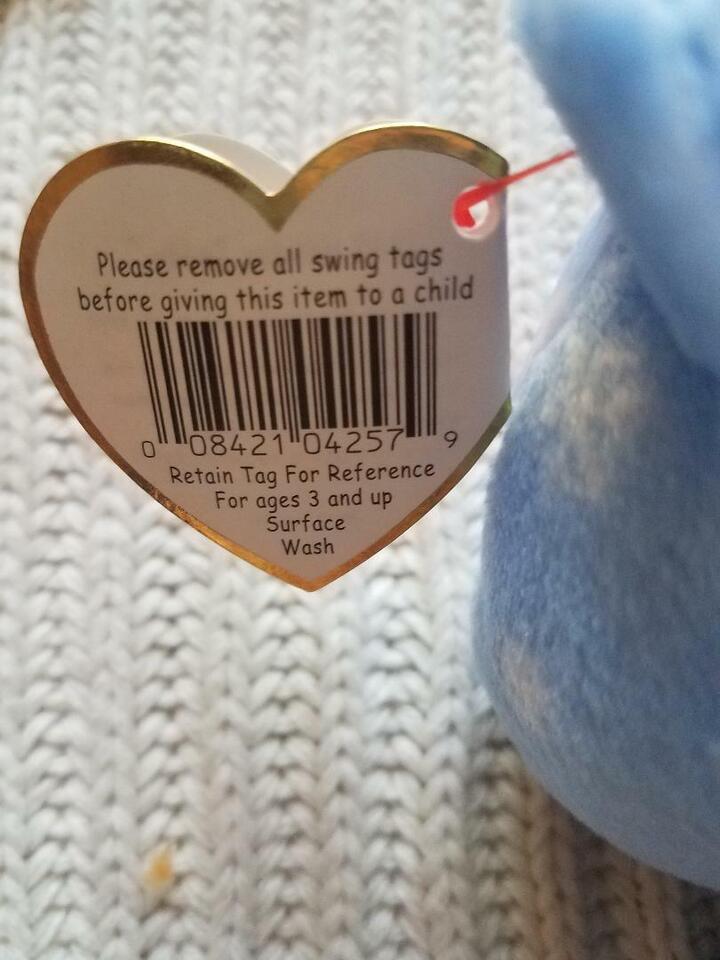 Please remove all swing tags
before giving this item to a child
0 08421 04257 9
Retain Tag For Reference
For ages 3 and up
Surface
Wash